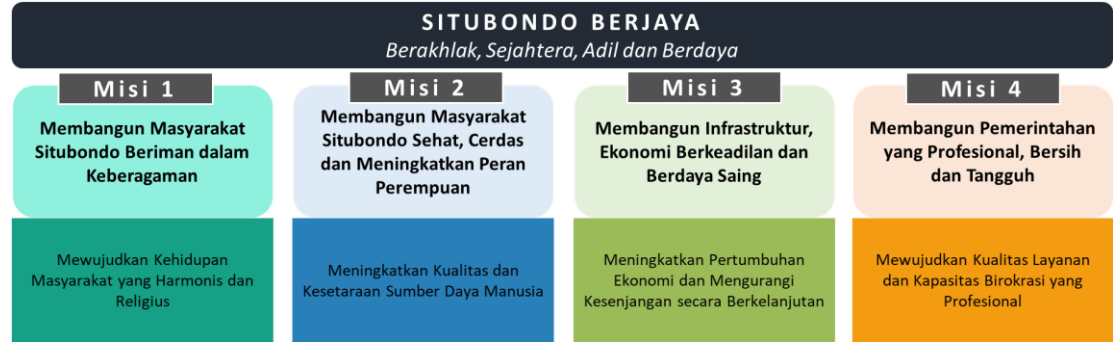 SITUBONDO BERJAYA
Berakhlak, Sejahtera, Adil dan Berdaya
Misi 1
Membangun Masyarakat
Situbondo Beriman dalam
Keberagaman
Mewujudkan Kehidupan
Masyarakat yang Harmonis dan
Religius
Misi 2
Membangun Masyarakat
Situbondo Sehat, Cerdas
dan Meningkatkan Peran
Perempuan
Meningkatkan Kualitas dan
Kesetaraan Sumber Daya Manusia
Misi 3
Membangun Infrastruktur,
Ekonomi Berkeadilan dan
Berdaya Saing
Meningkatkan Pertumbuhan
Ekonomi dan Mengurangi
Kesenjangan secara Berkelanjutan
Misi 4
Membangun Pemerintahan
yang Profesional, Bersih
dan Tangguh
Mewujudkan Kualitas Layanan
dan Kapasitas Birokrasi yang
Profesional